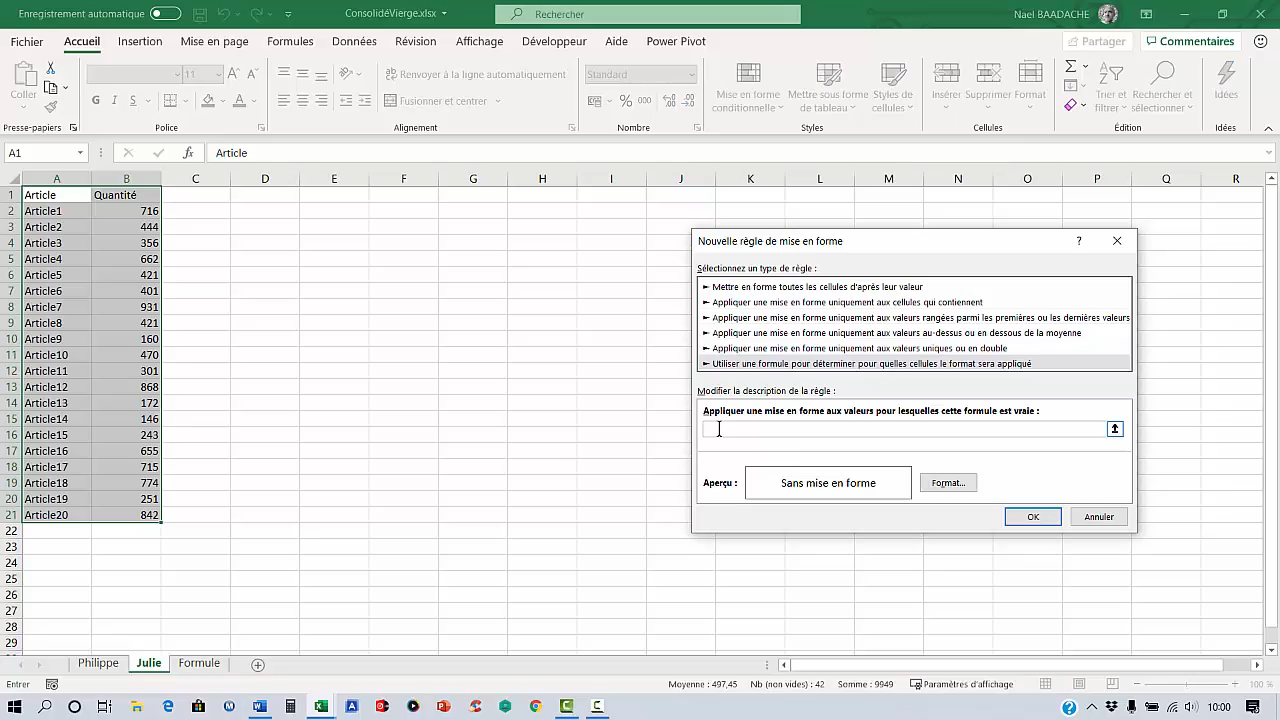 Enregistrement automatique ConsolidéVierge.xlsx Rechercher Nael BAADACHE
Fichier Accueil Insertion Mise en page Formules Données Révision Affichage Développeur Aide Power Pivot Partager Commentaires
Coller 11 Renvoyer à la ligne automatiquement Standard Mise en forme conditionnelle Mettre sous forme de tableau Styles de cellules Insérer Supprimer Format Trier et filtrer Rechercher et sélectionner Idées
G I S Fusionner et centrer % 000
Presse-papiers Police Alignement Nombre Styles Cellules Édition Idées
A1 fx Article
A B C D E F G H I J K L M N O P Q R
1 Article Quantité
2 Article1 716
3 Article2 444
4 Article3 356
5 Article4 662
6 Article5 421
7 Article6 401
8 Article7 931
9 Article8 421
10 Article9 160
11 Article10 470
12 Article11 301
13 Article12 868
14 Article13 172
15 Article14 146
16 Article15 243
17 Article16 655
18 Article17 715
19 Article18 774
20 Article19 251
21 Article20 842
22
23
24
25
26
27
28
29
Nouvelle règle de mise en forme ?
Sélectionnez un type de règle :
► Mettre en forme toutes les cellules d'après leur valeur
► Appliquer une mise en forme uniquement aux cellules qui contiennent
► Appliquer une mise en forme uniquement aux valeurs rangées parmi les premières ou les dernières valeurs
► Appliquer une mise en forme uniquement aux valeurs au-dessus ou en dessous de la moyenne
► Appliquer une mise en forme uniquement aux valeurs uniques ou en double
► Utiliser une formule pour déterminer pour quelles cellules le format sera appliqué
Modifier la description de la règle :
Appliquer une mise en forme aux valeurs pour lesquelles cette formule est vraie :
Aperçu : Sans mise en forme Format...
OK Annuler
Philippe Julie Formule
Entrer Moyenne : 497,45 Nb (non vides) : 42 Somme : 9949 Paramètres d'affichage 100 %
10:00